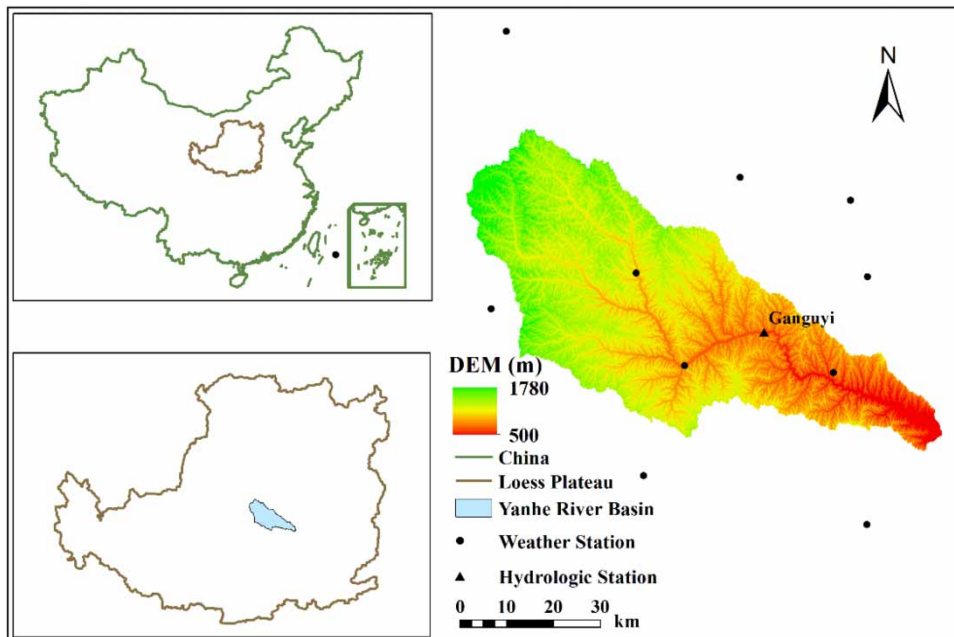 N
Ganguyi
DEM (m)
1780
500
China
Loess Plateau
Yanhe River Basin
Weather Station
Hydrologic Station
0 10 20 30
km